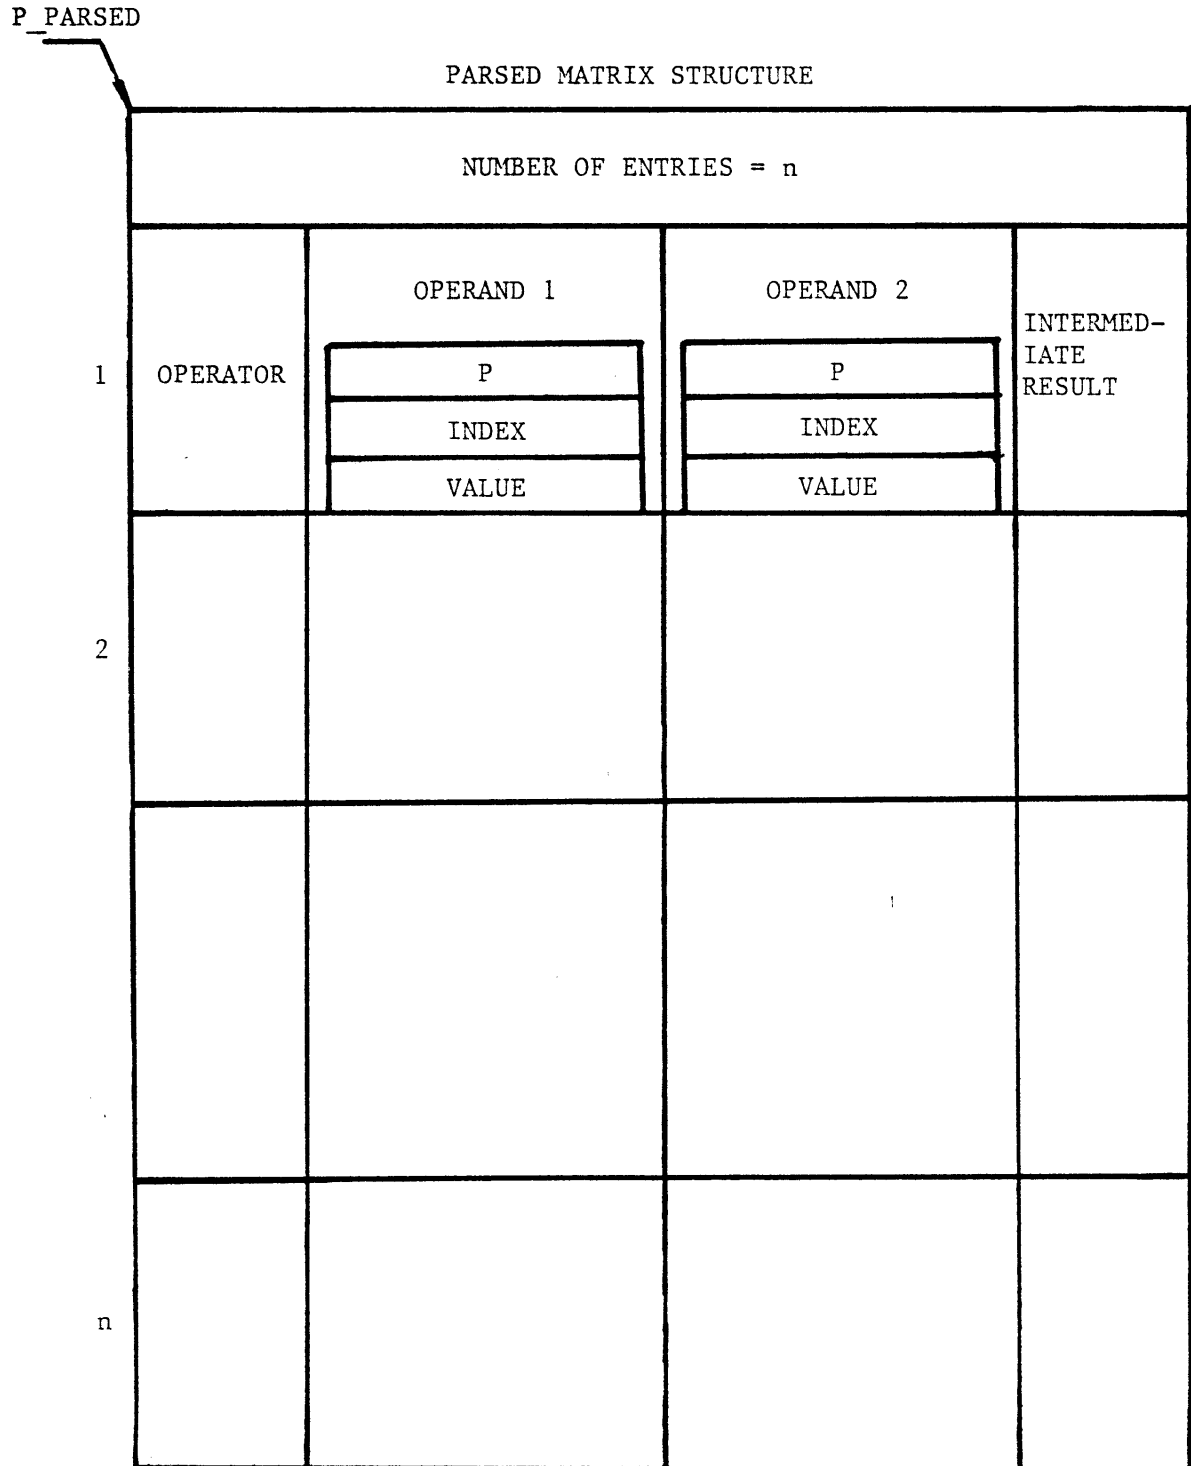 P_PARSED
PARSED MATRIX STRUCTURE
NUMBER OF ENTRIES = n
OPERAND 1
OPERAND 2
INTERMED-
IATE
RESULT
1
OPERATOR
P
P
INDEX
INDEX
VALUE
VALUE
2
n